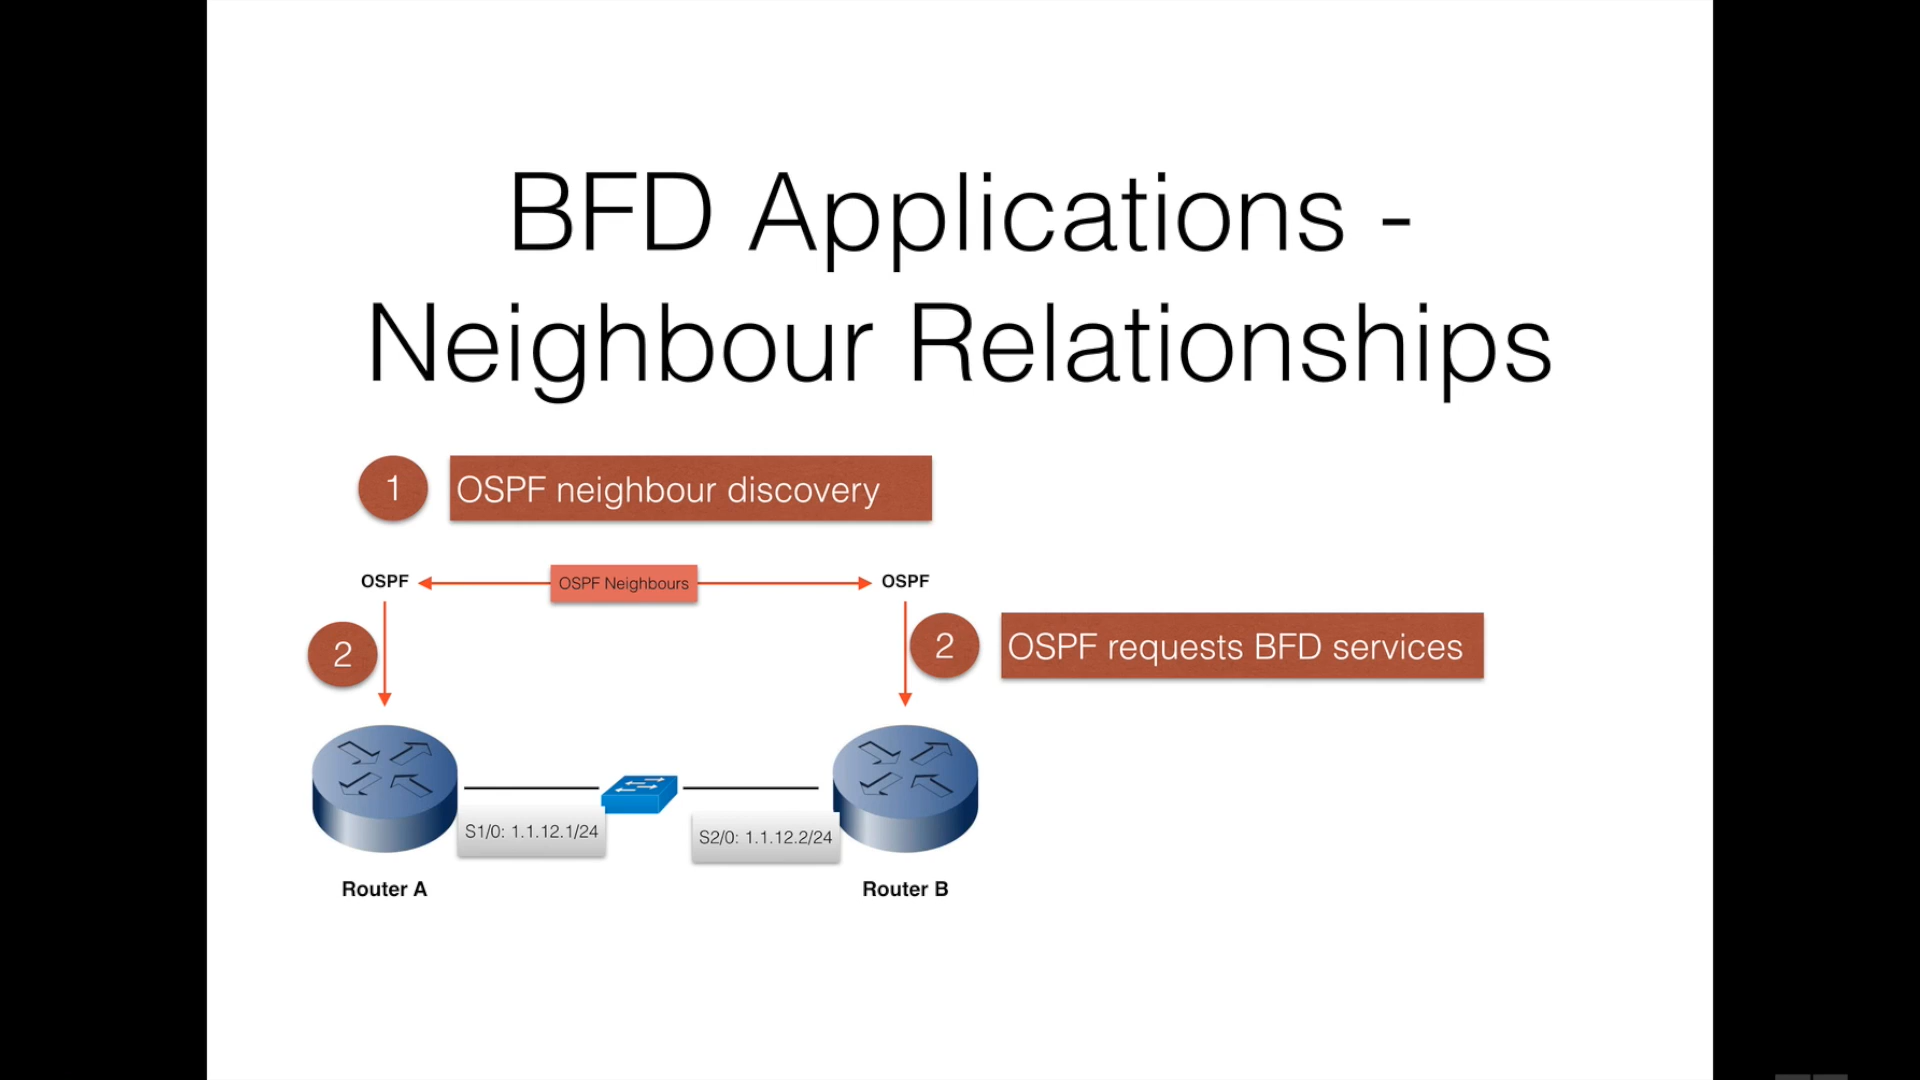 BFD Applications -
Neighbour Relationships
1 OSPF neighbour discovery
OSPF OSPF Neighbours OSPF
2 2 OSPF requests BFD services
S1/0: 1.1.12.1/24 S2/0: 1.1.12.2/24
Router A Router B